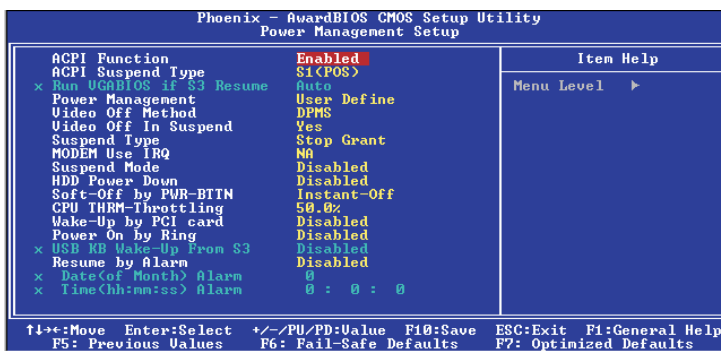 Phoenix - AwardBIOS CMOS Setup Utility
Power Management Setup
ACPI Function Enabled
ACPI Suspend Type S1(POS)
x Run VGABIOS if S3 Resume Auto
Power Management User Define
Video Off Method DPMS
Video Off In Suspend Yes
Suspend Type Stop Grant
MODEM Use IRQ NA
Suspend Mode Disabled
HDD Power Down Disabled
Soft-Off by PWR-BTTN Instant-Off
CPU THRM-Throttling 50.0%
Wake-Up by PCI card Disabled
Power On by Ring Disabled
x USB KB Wake-Up From S3 Disabled
Resume by Alarm Disabled
x Date(of Month) Alarm 0
x Time(hh:mm:ss) Alarm 0 : 0 : 0
Item Help
Menu Level ►
↑↓→←:Move Enter:Select +/-/PU/PD:Value F10:Save ESC:Exit F1:General Help
F5: Previous Values F6: Fail-Safe Defaults F7: Optimized Defaults